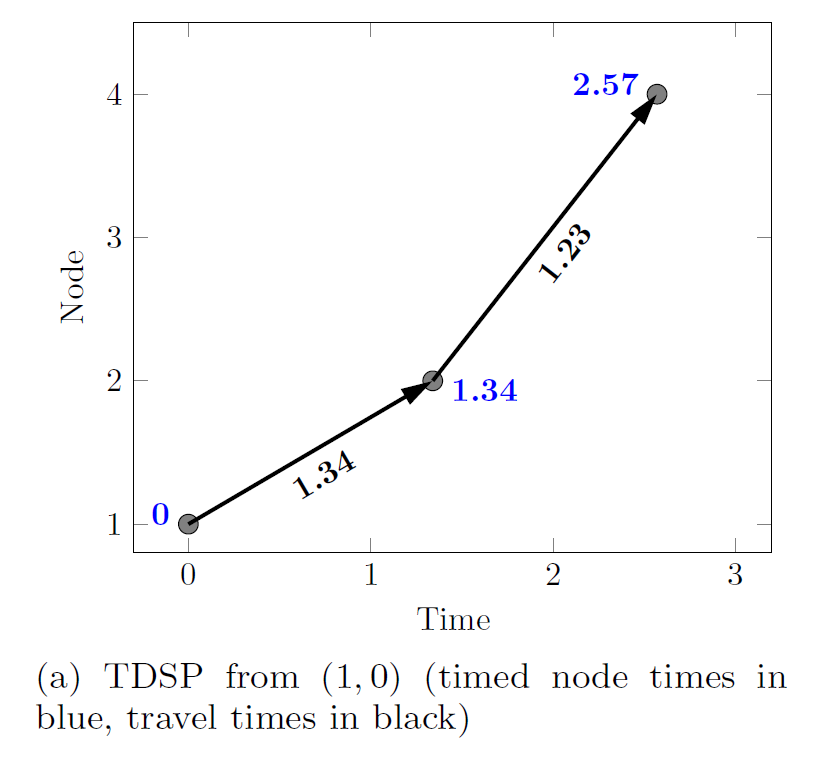 4
3
2
1
Node
2.57
1.23
1.34
1.34
0
0 1 2 3
Time
(a) TDSP from (1, 0) (timed node times in
blue, travel times in black)